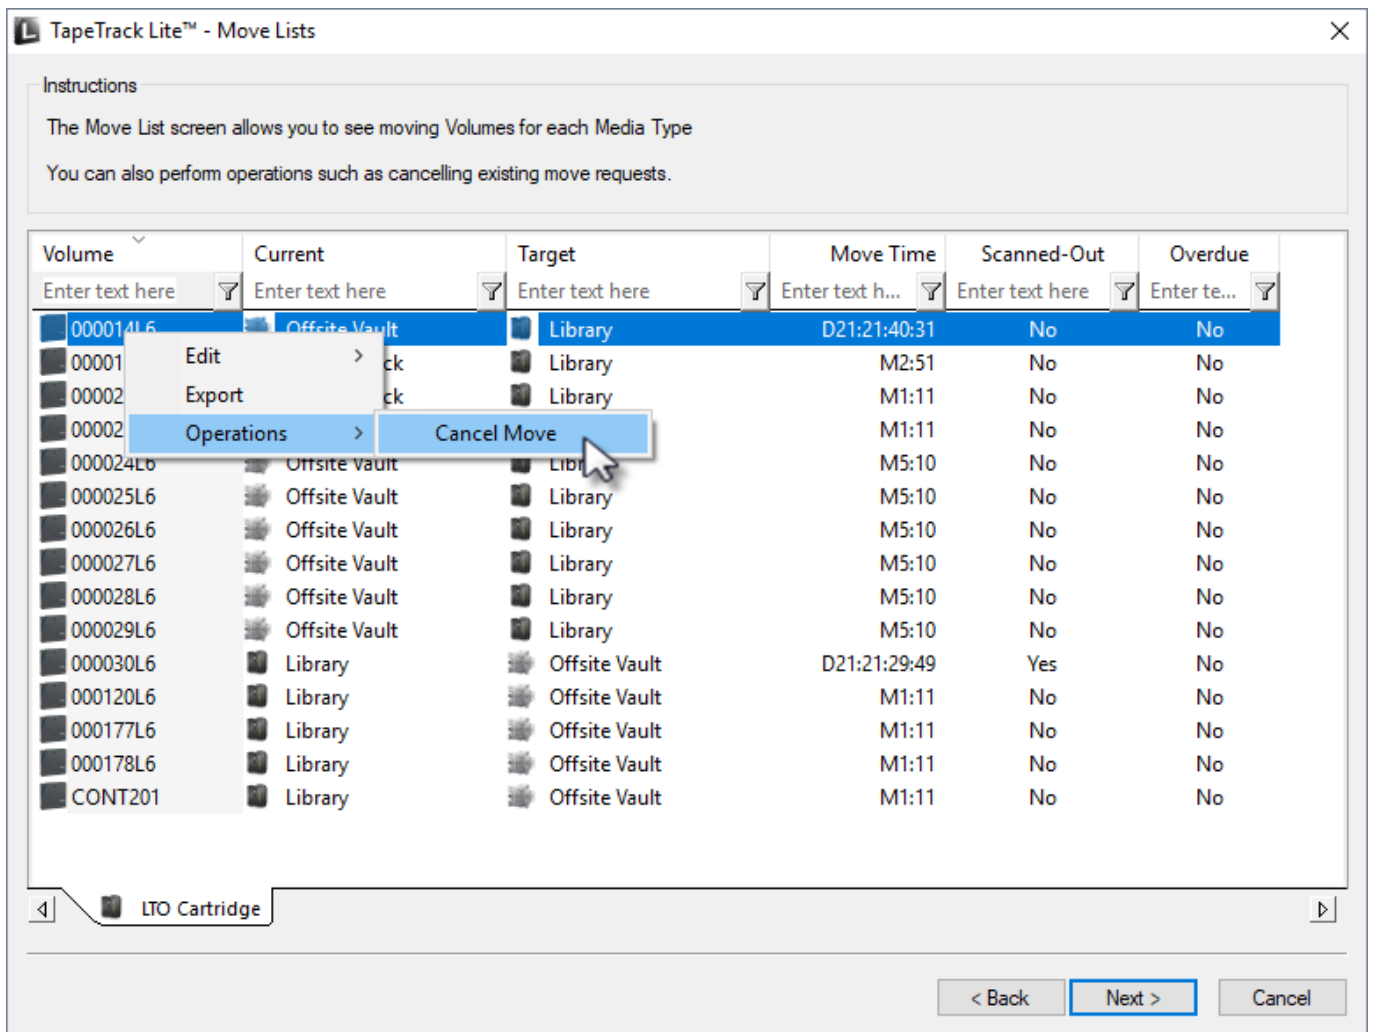 TapeTrack Lite™ - Move Lists
Instructions
The Move List screen allows you to see moving Volumes for each Media Type
You can also perform operations such as cancelling existing move requests.
Volume Current Target Move Time Scanned-Out Overdue
Enter text here Enter text here Enter text here Enter text h... Enter text here Enter te...
000014L6 Offsite Vault Library D21:21:40:31 No No
00001 ck Library M2:51 No No
00002 ck Library M1:11 No No
00002 M1:11 No No
000024L6 Offsite Vault M5:10 No No
000025L6 Offsite Vault Library M5:10 No No
000026L6 Offsite Vault Library M5:10 No No
000027L6 Offsite Vault Library M5:10 No No
000028L6 Offsite Vault Library M5:10 No No
000029L6 Offsite Vault Library M5:10 No No
000030L6 Library Offsite Vault D21:21:29:49 Yes No
000120L6 Library Offsite Vault M1:11 No No
000177L6 Library Offsite Vault M1:11 No No
000178L6 Library Offsite Vault M1:11 No No
CONT201 Library Offsite Vault M1:11 No No
Edit
Export
Operations
Cancel Move
LTO Cartridge
< Back Next > Cancel